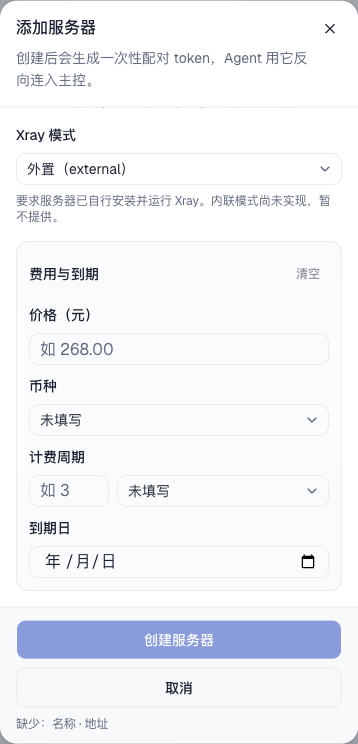 添加服务器
创建后会生成一次性配对 token，Agent 用它反
向连入主控。
Xray 模式
外置（external）
要求服务器已自行安装并运行 Xray。内联模式尚未实现，暂
不提供。
费用与到期
清空
价格（元）
如 268.00
币种
未填写
计费周期
如 3
未填写
到期日
年 /月/日
创建服务器
取消
缺少：名称 · 地址